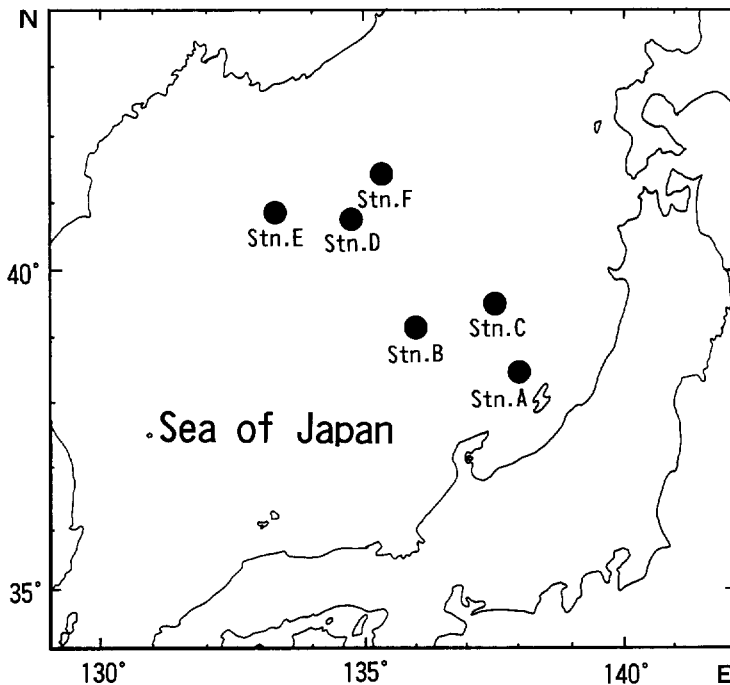 N
Stn.F
Stn.E
Stn.D
40°
Stn.C
Stn.B
Stn.A
Sea of Japan
35°
130°
135°
140°
E